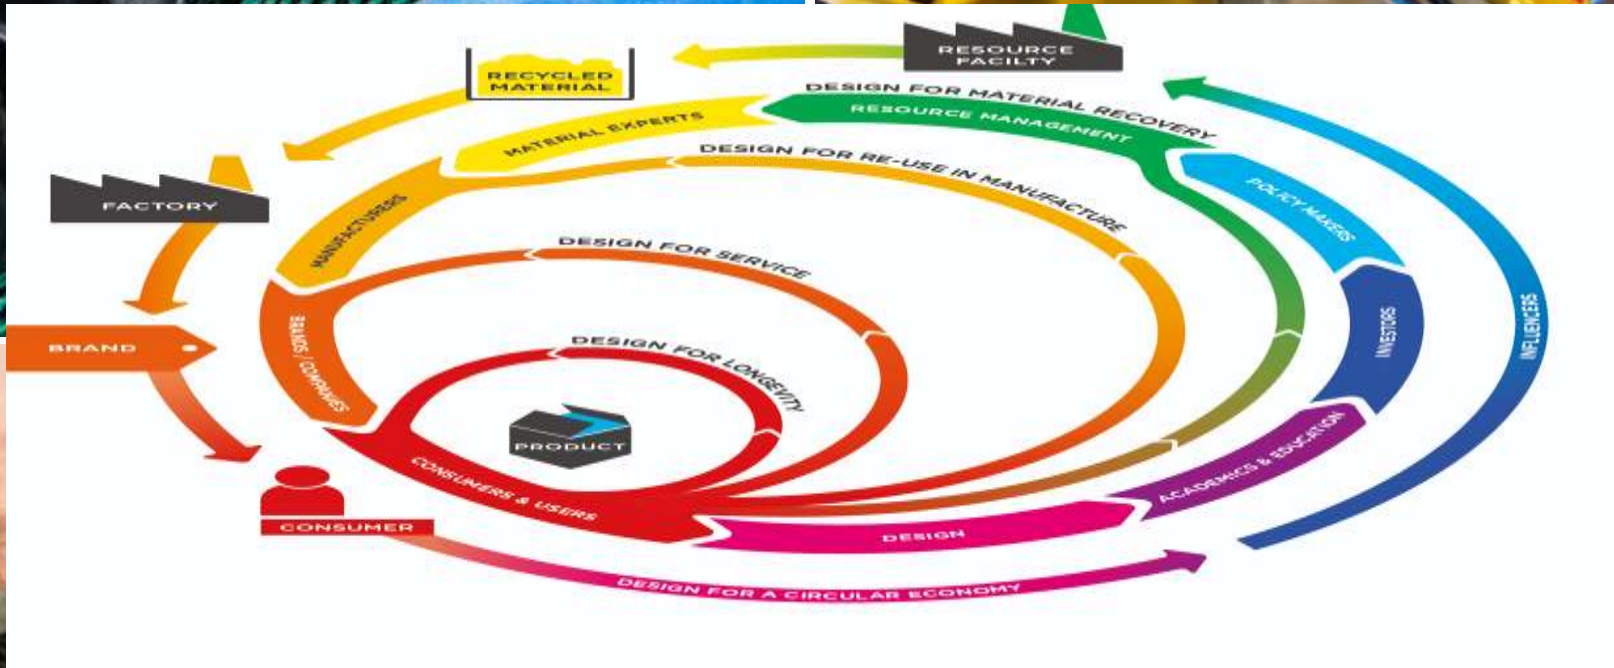 RESOURCE
FACILTY
RECYCLED
MATERIAL
DESIGN FOR MATERIAL RECOVERY
RESOURCE MANAGEMENT
MATERIAL EXPERTS
DESIGN FOR RE-USE IN MANUFACTURE
POLICY MAKERS
FACTORY
MANUFACTURERS
DESIGN FOR SERVICE
INFLUENCERS
INVESTORS
BRANDS / COMPANIES
BRAND
DESIGN FOR LONGEVITY
PRODUCT
CONSUMERS & USERS
ACADEMICS & EDUCATION
DESIGN
CONSUMER
DESIGN FOR A CIRCULAR ECONOMY